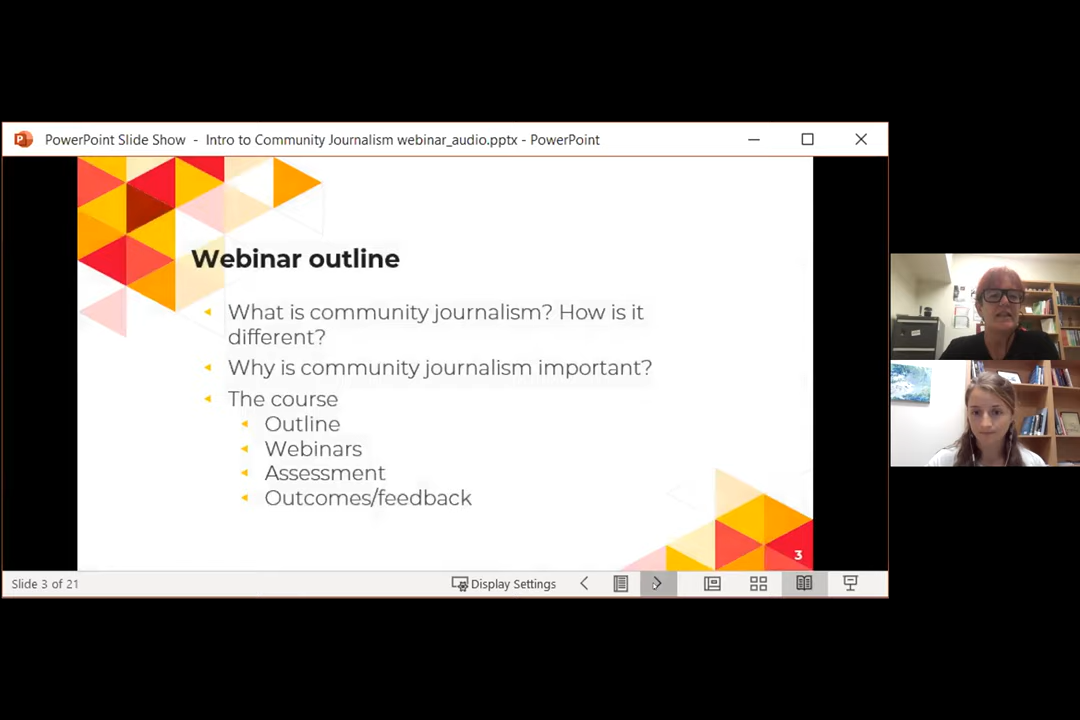 PowerPoint Slide Show - Intro to Community Journalism webinar_audio.pptx - PowerPoint
Webinar outline
What is community journalism? How is it
different?
Why is community journalism important?
The course
Outline
Webinars
Assessment
Outcomes/feedback
3
Slide 3 of 21
Display Settings